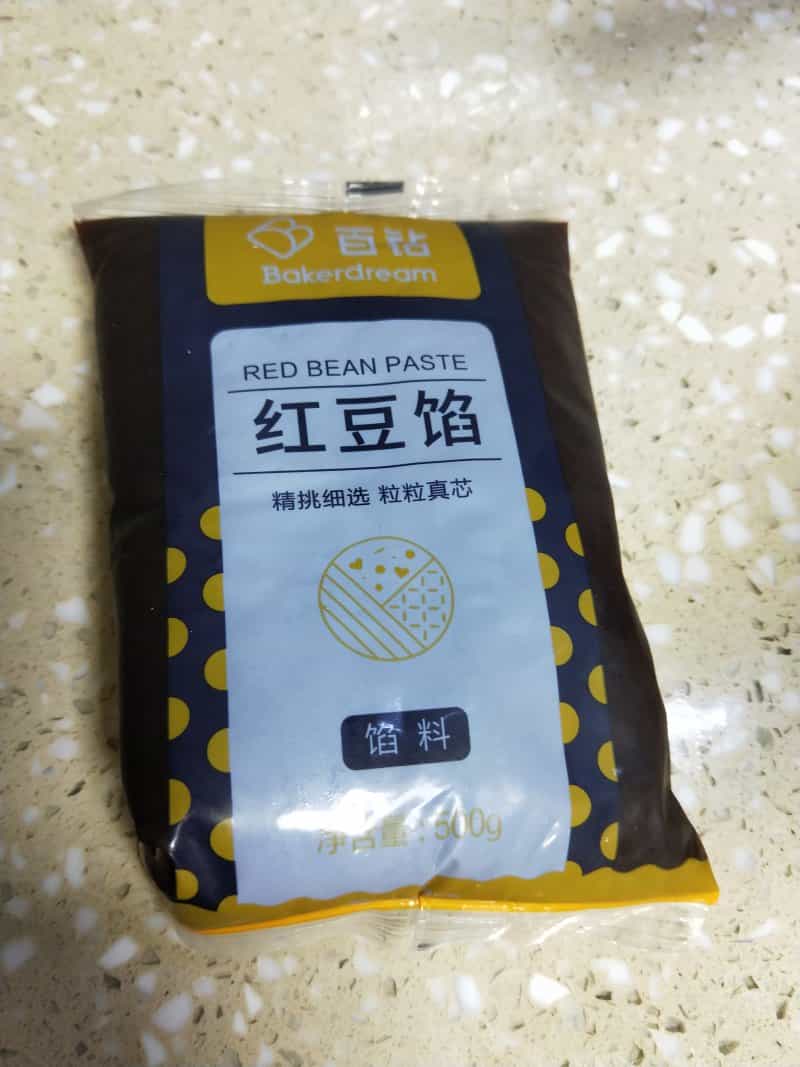 百钻
Bakerdream
RED BEAN PASTE
红豆馅
精挑细选 粒粒真芯
馅料
净含量：500g